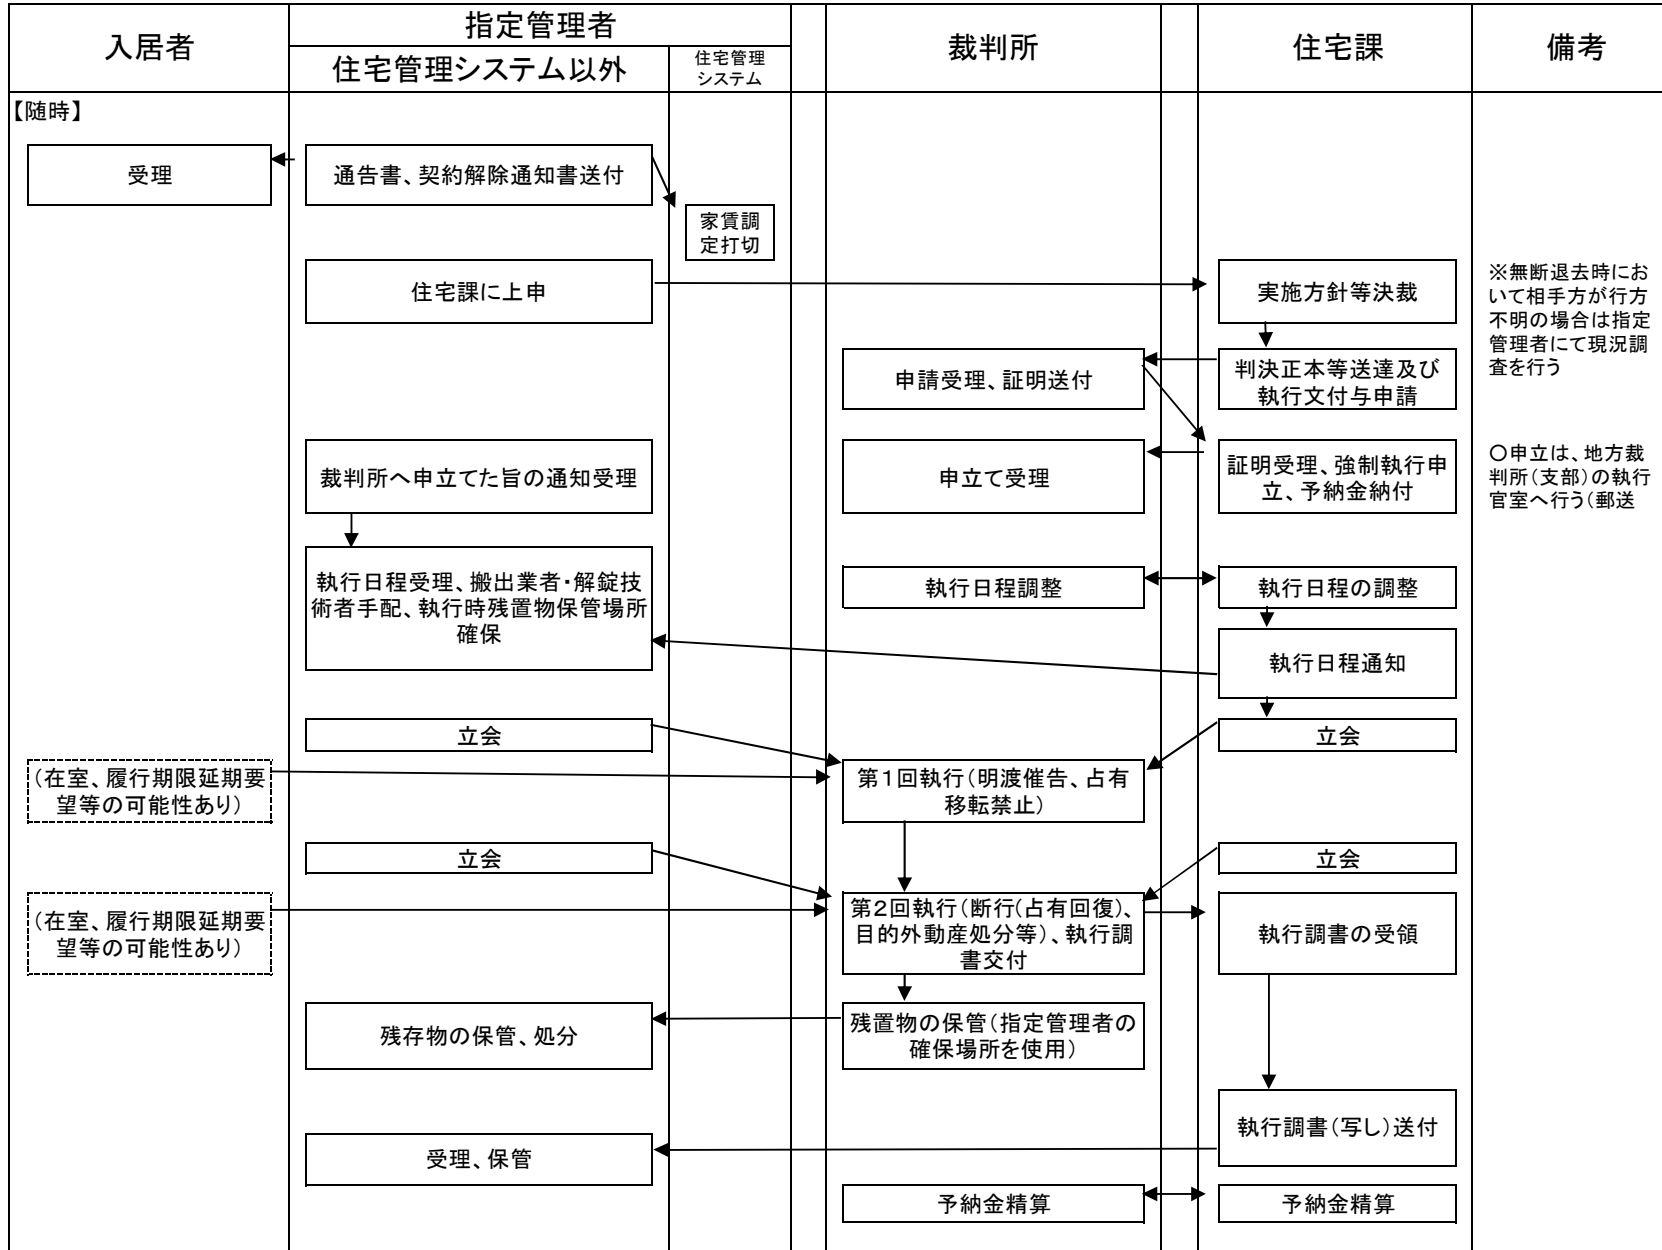 入居者
指定管理者
住宅管理システム以外
住宅管理
システム
裁判所
住宅課
備考
【随時】
受理
通告書、契約解除通知書送付
家賃調
定打切
住宅課に上申
実施方針等決裁
※無断退去時にお
いて相手方が行方
不明の場合は指定
管理者にて現況調
査を行う
申請受理、証明送付
判決正本等送達及び
執行文付与申請
裁判所へ申立てた旨の通知受理
申立て受理
証明受理、強制執行申
立、予納金納付
○申立は、地方裁
判所(支部)の執行
官室へ行う(郵送
執行日程受理、搬出業者・解錠技
術者手配、執行時残置物保管場所
確保
執行日程調整
執行日程の調整
執行日程通知
立会
立会
(在室、履行期限延期要
望等の可能性あり)
第1回執行(明渡催告、占有
移転禁止)
立会
立会
(在室、履行期限延期要
望等の可能性あり)
第2回執行(断行(占有回復)、
目的外動産処分等)、執行調
書交付
執行調書の受領
残存物の保管、処分
残置物の保管(指定管理者の
確保場所を使用)
執行調書(写し)送付
受理、保管
予納金精算
予納金精算